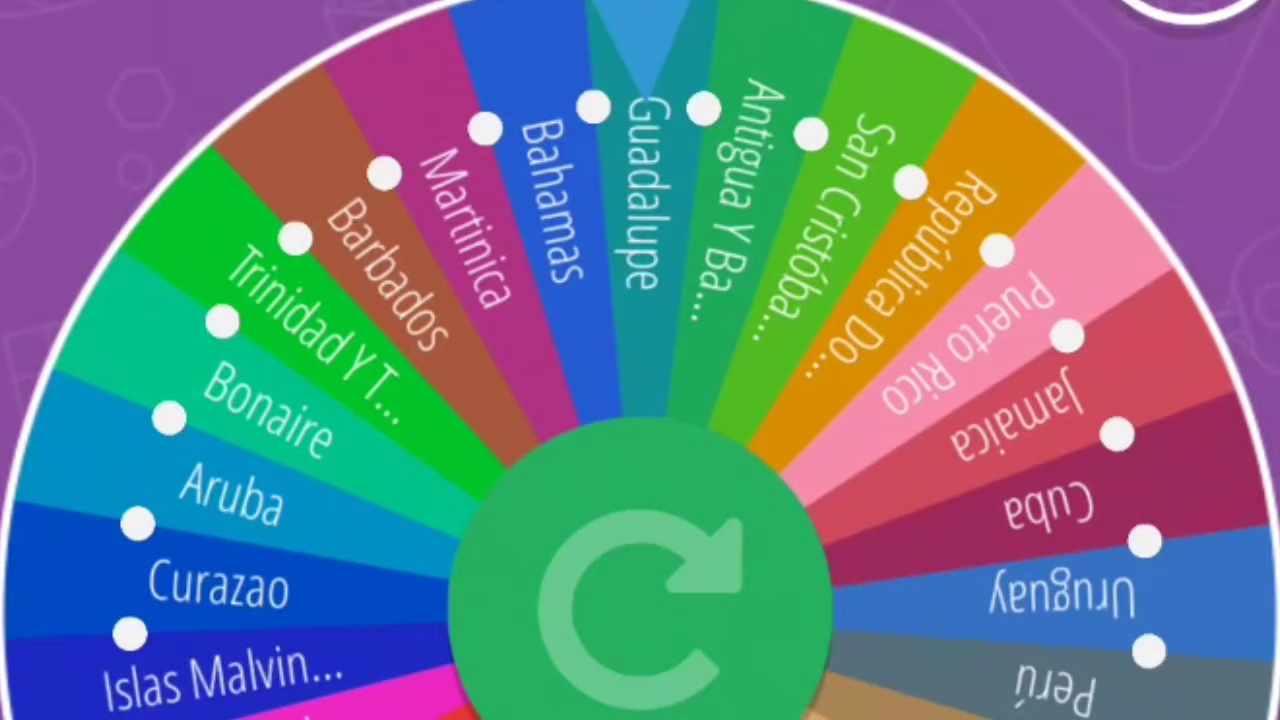 Islas Malvin...
Curazao
Aruba
Bonaire
Trinidad Y T...
Barbados
Martinica
Bahamas
Guadalupe
Antigua Y Ba...
San Cristóba...
República Do...
Puerto Rico
Jamaica
Cuba
Uruguay
Perú